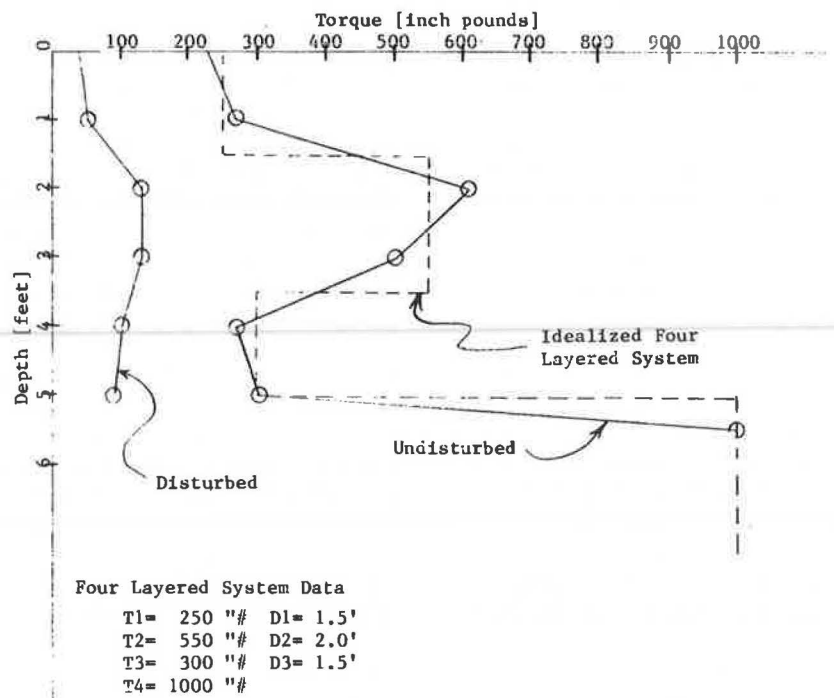 Torque [inch pounds]
0 100 200 300 400 500 600 700 800 900 1000
1
2
3
4
5
6
Depth [feet]
Idealized Four
Layered System
Undisturbed
Disturbed
Four Layered System Data
T1= 250 "# D1= 1.5'
T2= 550 "# D2= 2.0'
T3= 300 "# D3= 1.5'
T4= 1000 "#